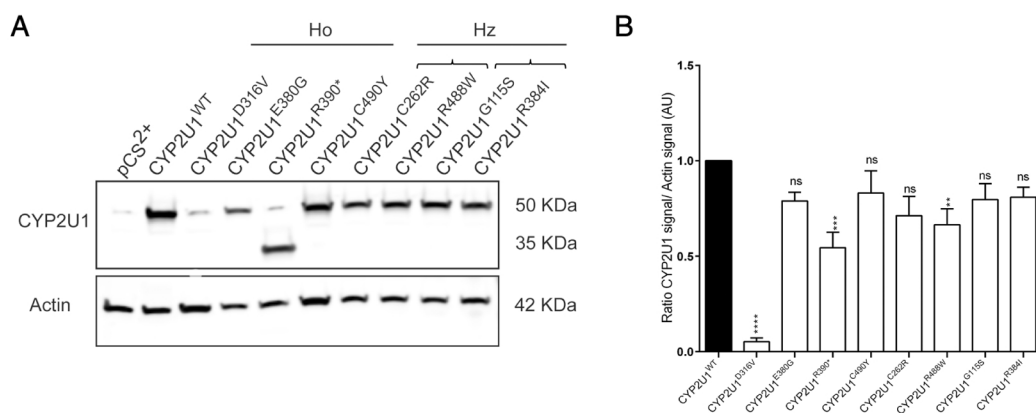 A
Ho
Hz
pCS2+
CYP2U1WT
CYP2U1D316V
CYP2U1E380G
CYP2U1R390*
CYP2U1C490Y
CYP2U1C262R
CYP2U1R488W
CYP2U1G115S
CYP2U1R384I
CYP2U1
50 KDa
35 KDa
Actin
42 KDa
B
Ratio CYP2U1 signal/ Actin signal (AU)
1.5
1.0
0.5
0.0
****
ns
***
ns
ns
**
ns
ns
CYP2U1WT
CYP2U1D316V
CYP2U1E380G
CYP2U1R390*
CYP2U1C490Y
CYP2U1C262R
CYP2U1R488W
CYP2U1G115S
CYP2U1R384I